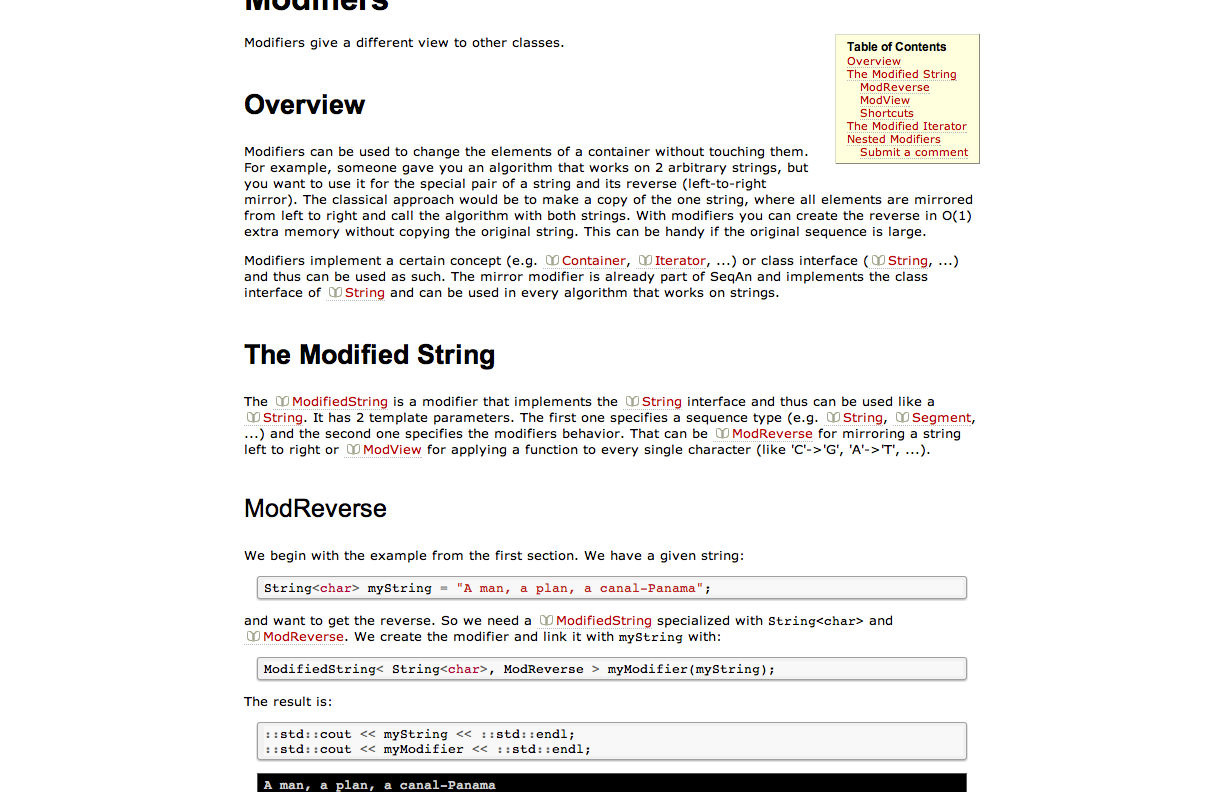 Modifiers
Modifiers give a different view to other classes.
Table of Contents
Overview
The Modified String
ModReverse
ModView
Shortcuts
The Modified Iterator
Nested Modifiers
Submit a comment
Overview
Modifiers can be used to change the elements of a container without touching them.
For example, someone gave you an algorithm that works on 2 arbitrary strings, but
you want to use it for the special pair of a string and its reverse (left-to-right
mirror). The classical approach would be to make a copy of the one string, where all elements are mirrored
from left to right and call the algorithm with both strings. With modifiers you can create the reverse in O(1)
extra memory without copying the original string. This can be handy if the original sequence is large.
Modifiers implement a certain concept (e.g. Container, Iterator, ...) or class interface (String, ...)
and thus can be used as such. The mirror modifier is already part of SeqAn and implements the class
interface of String and can be used in every algorithm that works on strings.
The Modified String
The ModifiedString is a modifier that implements the String interface and thus can be used like a
String. It has 2 template parameters. The first one specifies a sequence type (e.g. String, Segment,
...) and the second one specifies the modifiers behavior. That can be ModReverse for mirroring a string
left to right or ModView for applying a function to every single character (like 'C'->'G', 'A'->'T', ...).
ModReverse
We begin with the example from the first section. We have a given string:
String<char> myString = "A man, a plan, a canal-Panama";
and want to get the reverse. So we need a ModifiedString specialized with String<char> and
ModReverse. We create the modifier and link it with myString with:
ModifiedString< String<char>, ModReverse > myModifier(myString);
The result is:
::std::cout << myString << ::std::endl;
::std::cout << myModifier << ::std::endl;
A man, a plan, a canal-Panama